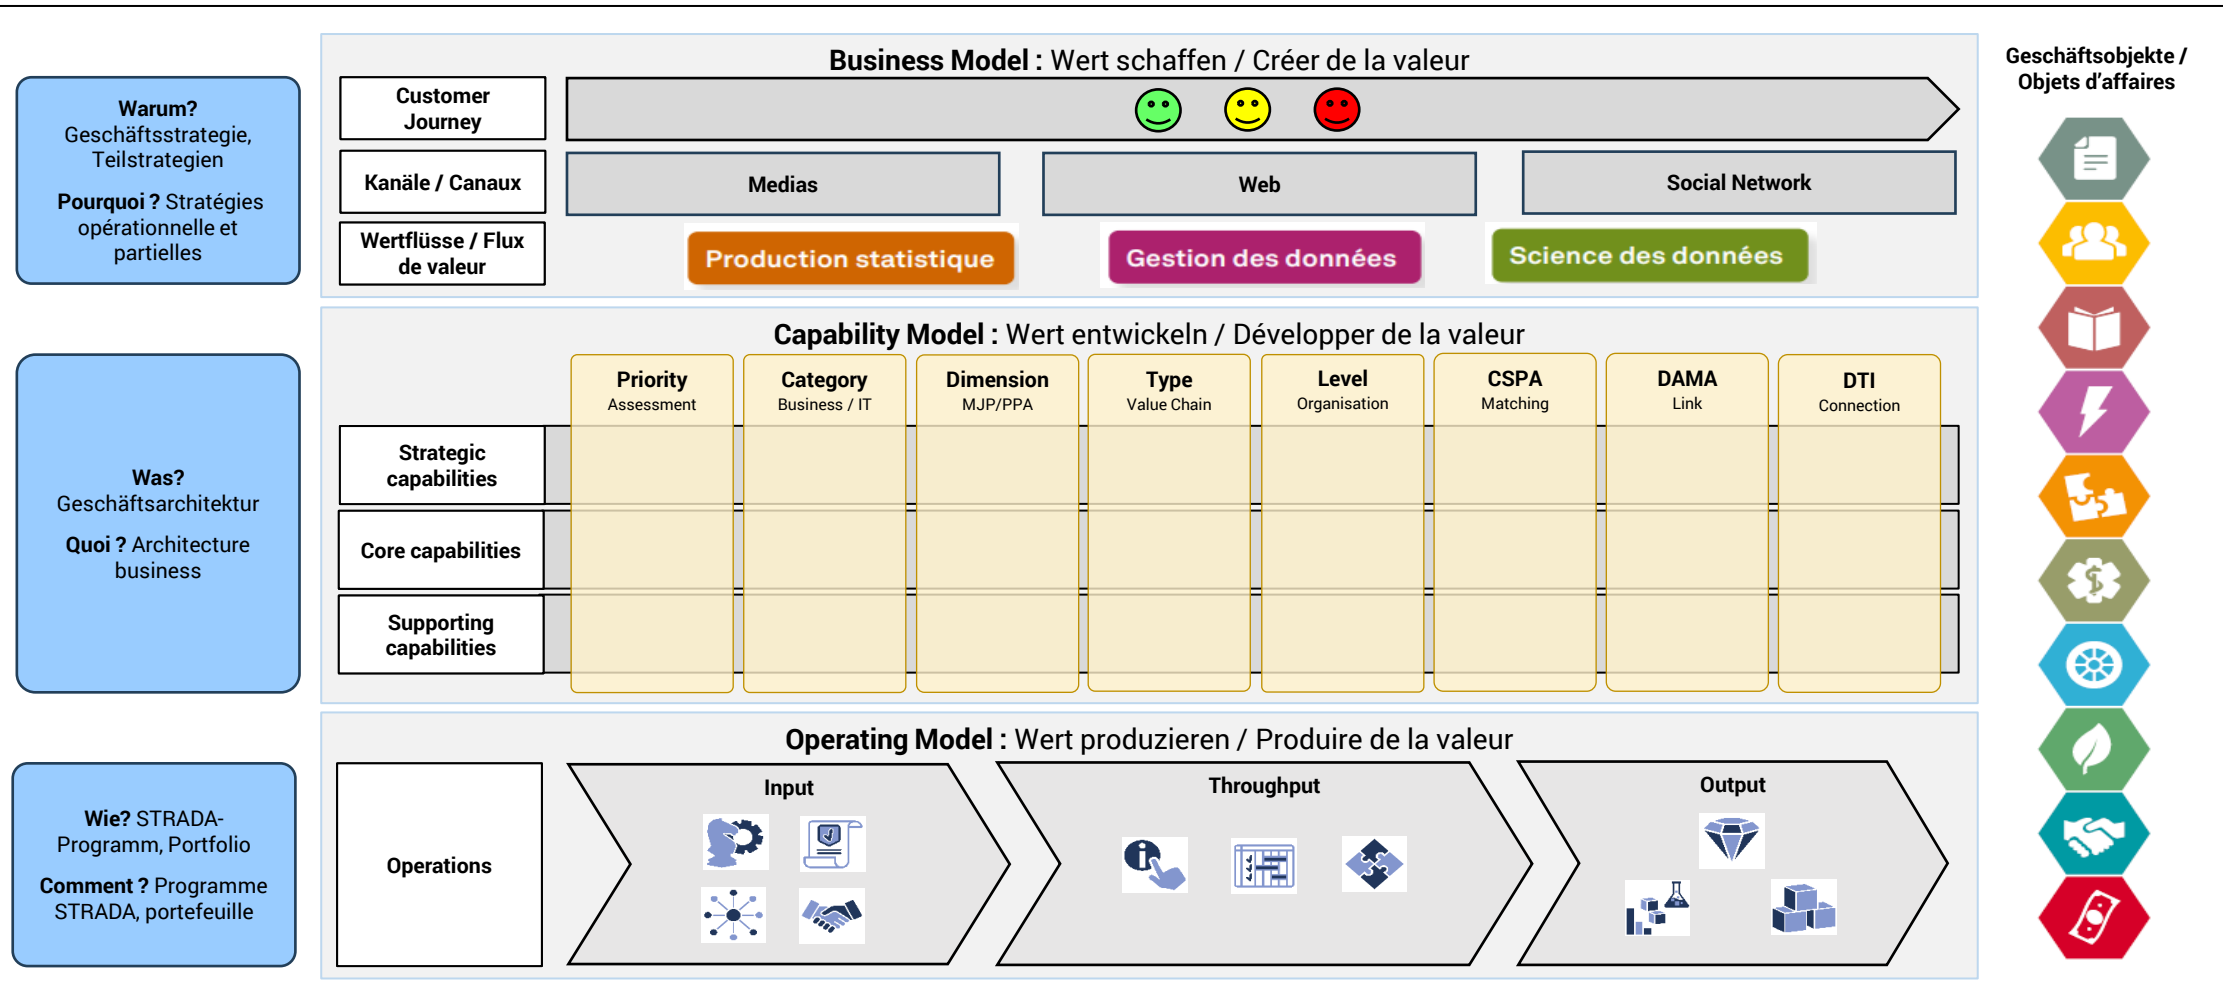 Business Model : Wert schaffen / Créer de la valeur
Geschäftsobjekte /
Objets d’affaires
Warum?
Geschäftsstrategie,
Teilstrategien
Pourquoi ? Stratégies
opérationnelle et
partielles
Customer
Journey
Kanäle / Canaux
Medias
Web
Social Network
Wertflüsse / Flux
de valeur
Production statistique
Gestion des données
Science des données
Capability Model : Wert entwickeln / Développer de la valeur
Was?
Geschäftsarchitektur
Quoi ? Architecture
business
Priority
Assessment
Category
Business / IT
Dimension
MJP/PPA
Type
Value Chain
Level
Organisation
CSPA
Matching
DAMA
Link
DTI
Connection
Strategic
capabilities
Core capabilities
Supporting
capabilities
Operating Model : Wert produzieren / Produire de la valeur
Wie? STRADA-
Programm, Portfolio
Comment ? Programme
STRADA, portefeuille
Operations
Input
Throughput
Output